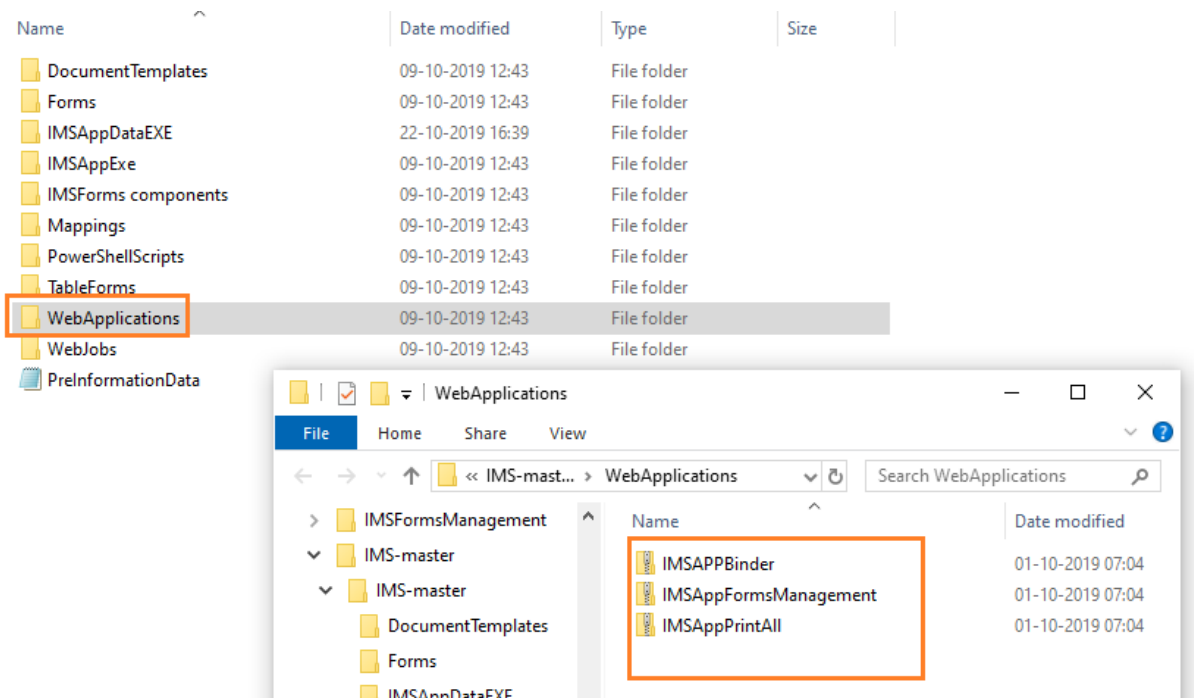 Name Date modified Type Size
DocumentTemplates 09-10-2019 12:43 File folder
Forms 09-10-2019 12:43 File folder
IMSAppDataEXE 22-10-2019 16:39 File folder
IMSAppExe 09-10-2019 12:43 File folder
IMSForms components 09-10-2019 12:43 File folder
Mappings 09-10-2019 12:43 File folder
PowerShellScripts 09-10-2019 12:43 File folder
TableForms 09-10-2019 12:43 File folder
WebApplications 09-10-2019 12:43 File folder
WebJobs 09-10-2019 12:43 File folder
PreInformationData
WebApplications
File Home Share View
« IMS-mast... › WebApplications Search WebApplications
IMSFormsManagement
IMS-master
IMS-master
DocumentTemplates
Forms
IMSAppDataEXE
Name Date modified
IMSAPPBinder 01-10-2019 07:04
IMSAppFormsManagement 01-10-2019 07:04
IMSAppPrintAll 01-10-2019 07:04